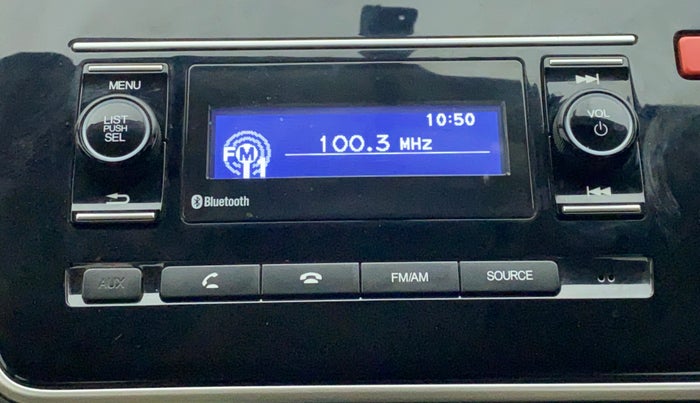 MENU
LIST
PUSH
SEL
10:50
FM
100.3 MHz
Bluetooth
VOL
AUX
FM/AM
SOURCE